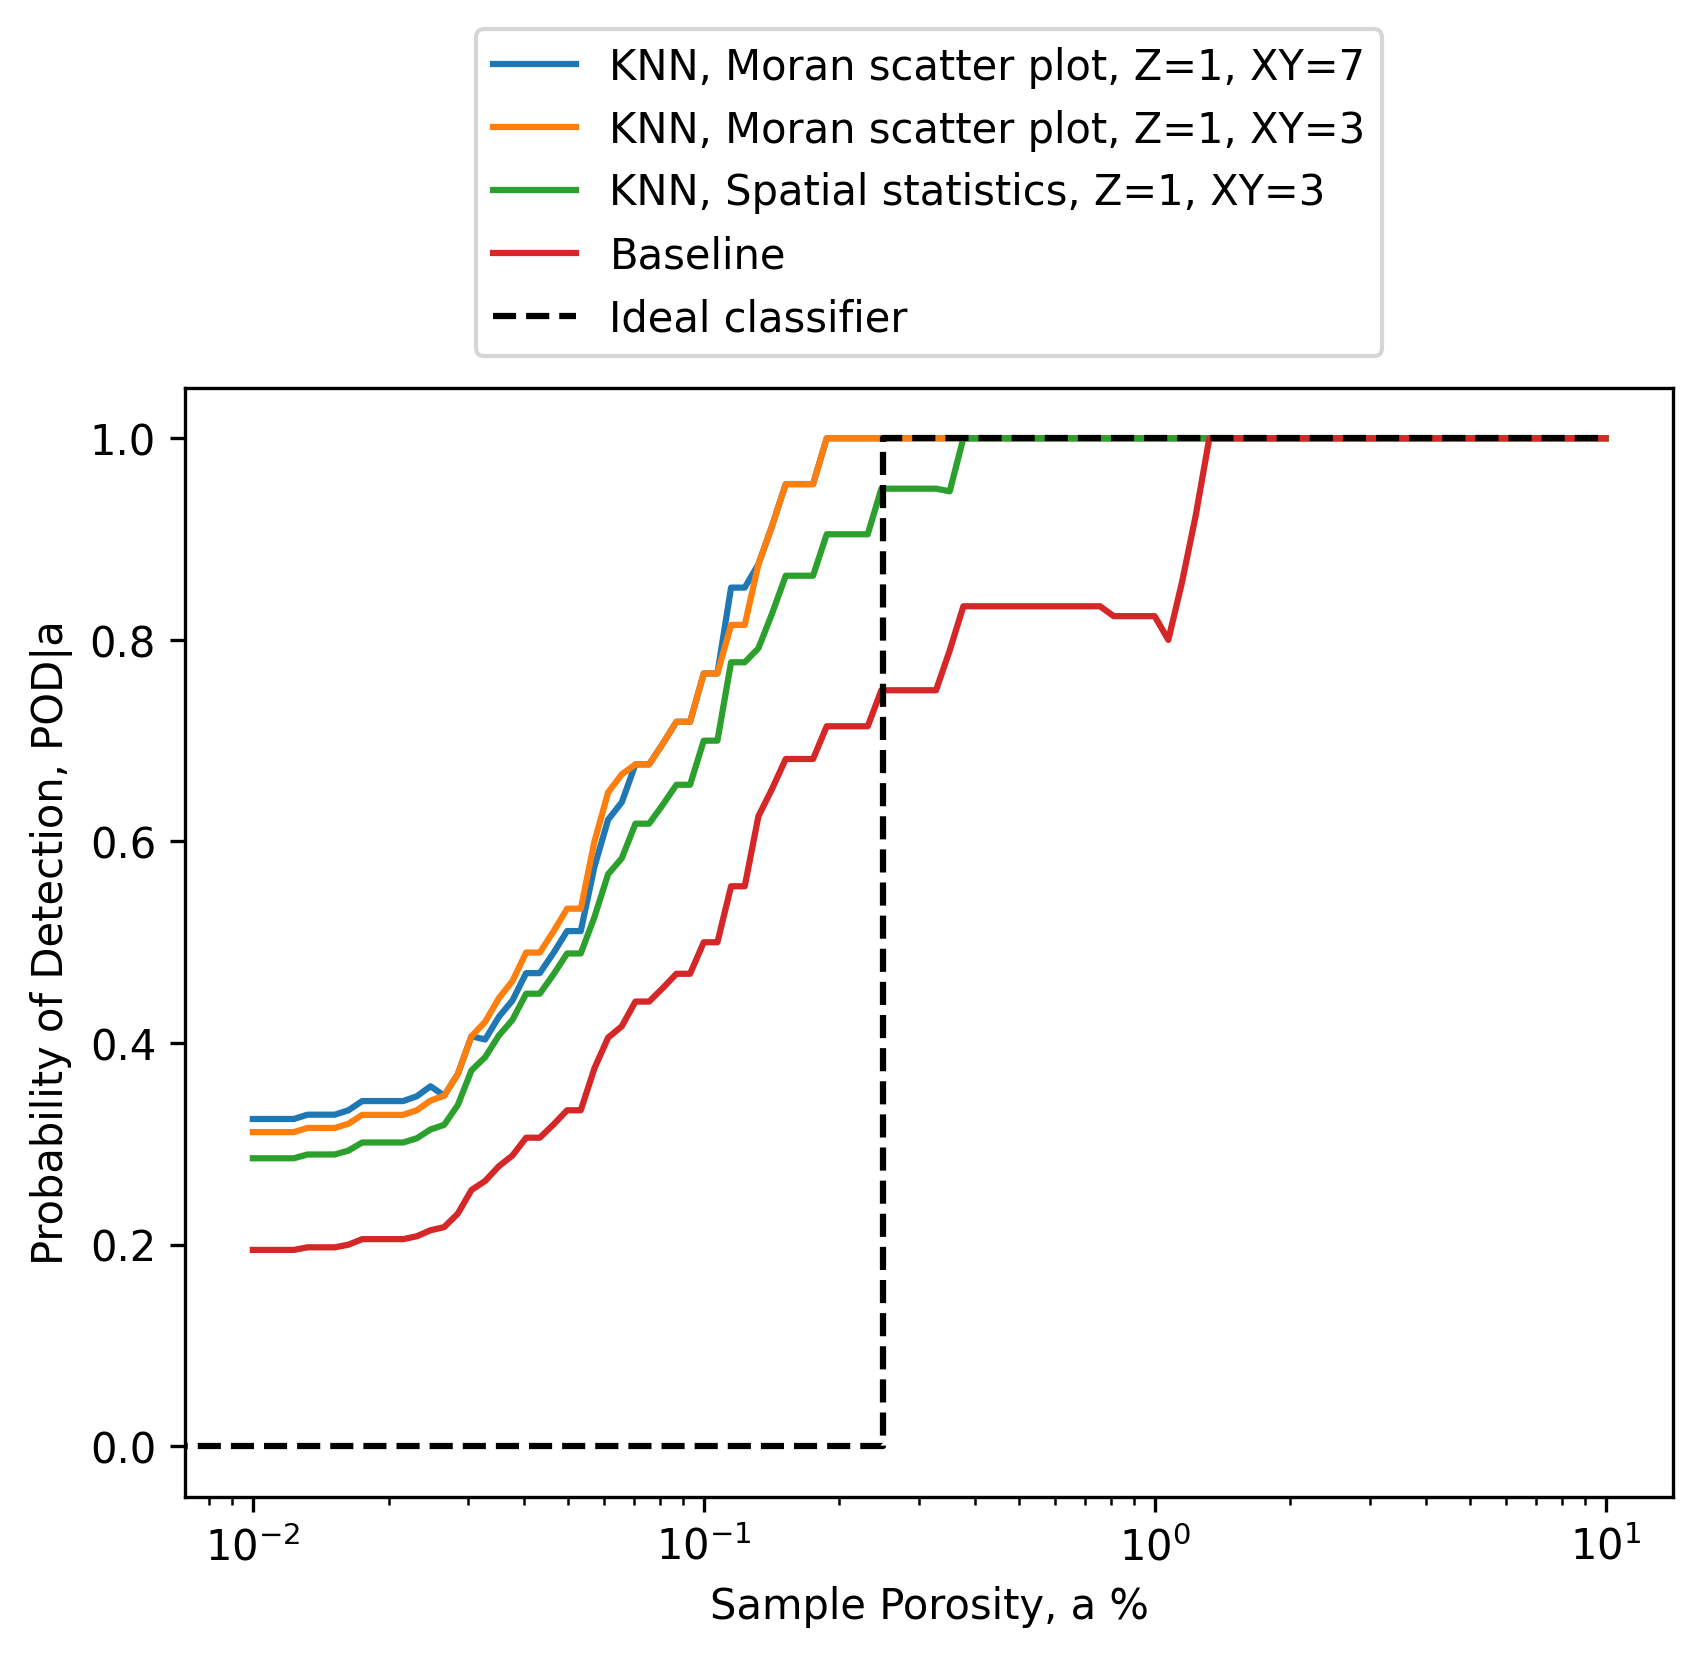 KNN, Moran scatter plot, Z=1, XY=7
KNN, Moran scatter plot, Z=1, XY=3
KNN, Spatial statistics, Z=1, XY=3
Baseline
Ideal classifier
1.0
0.8
0.6
0.4
0.2
0.0
Probability of Detection, POD|a
10⁻² 10⁻¹ 10⁰ 10¹
Sample Porosity, a %